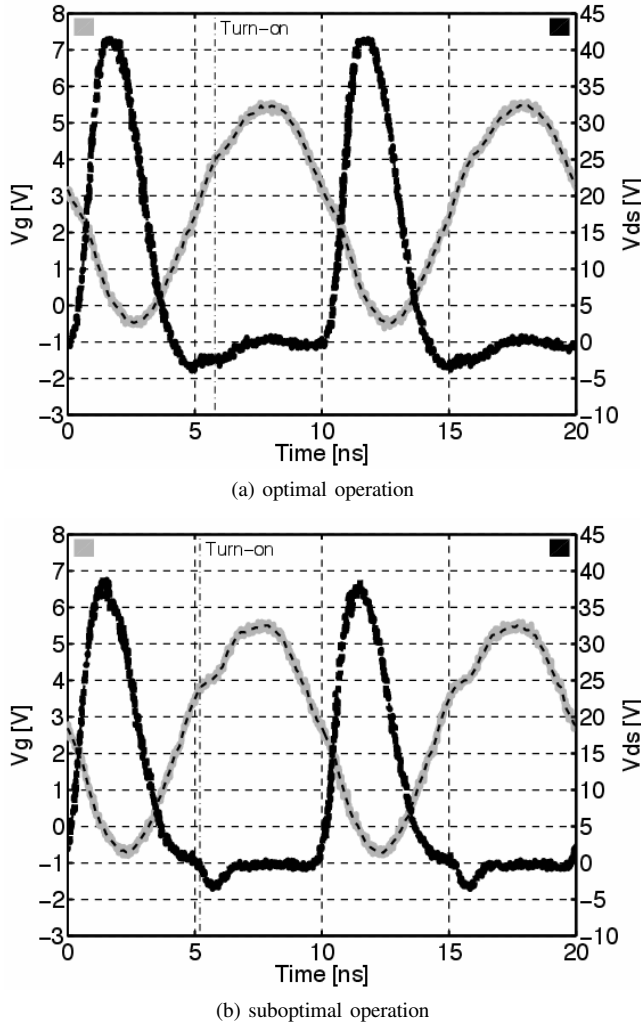 Turn-on
8 7 6 5 4 3 2 1 0 -1 -2 -3
Vg [V]
45 40 35 30 25 20 15 10 5 0 -5 -10
Vds [V]
0 5 10 15 20
Time [ns]
(a) optimal operation
Turn-on
8 7 6 5 4 3 2 1 0 -1 -2 -3
Vg [V]
45 40 35 30 25 20 15 10 5 0 -5 -10
Vds [V]
0 5 10 15 20
Time [ns]
(b) suboptimal operation